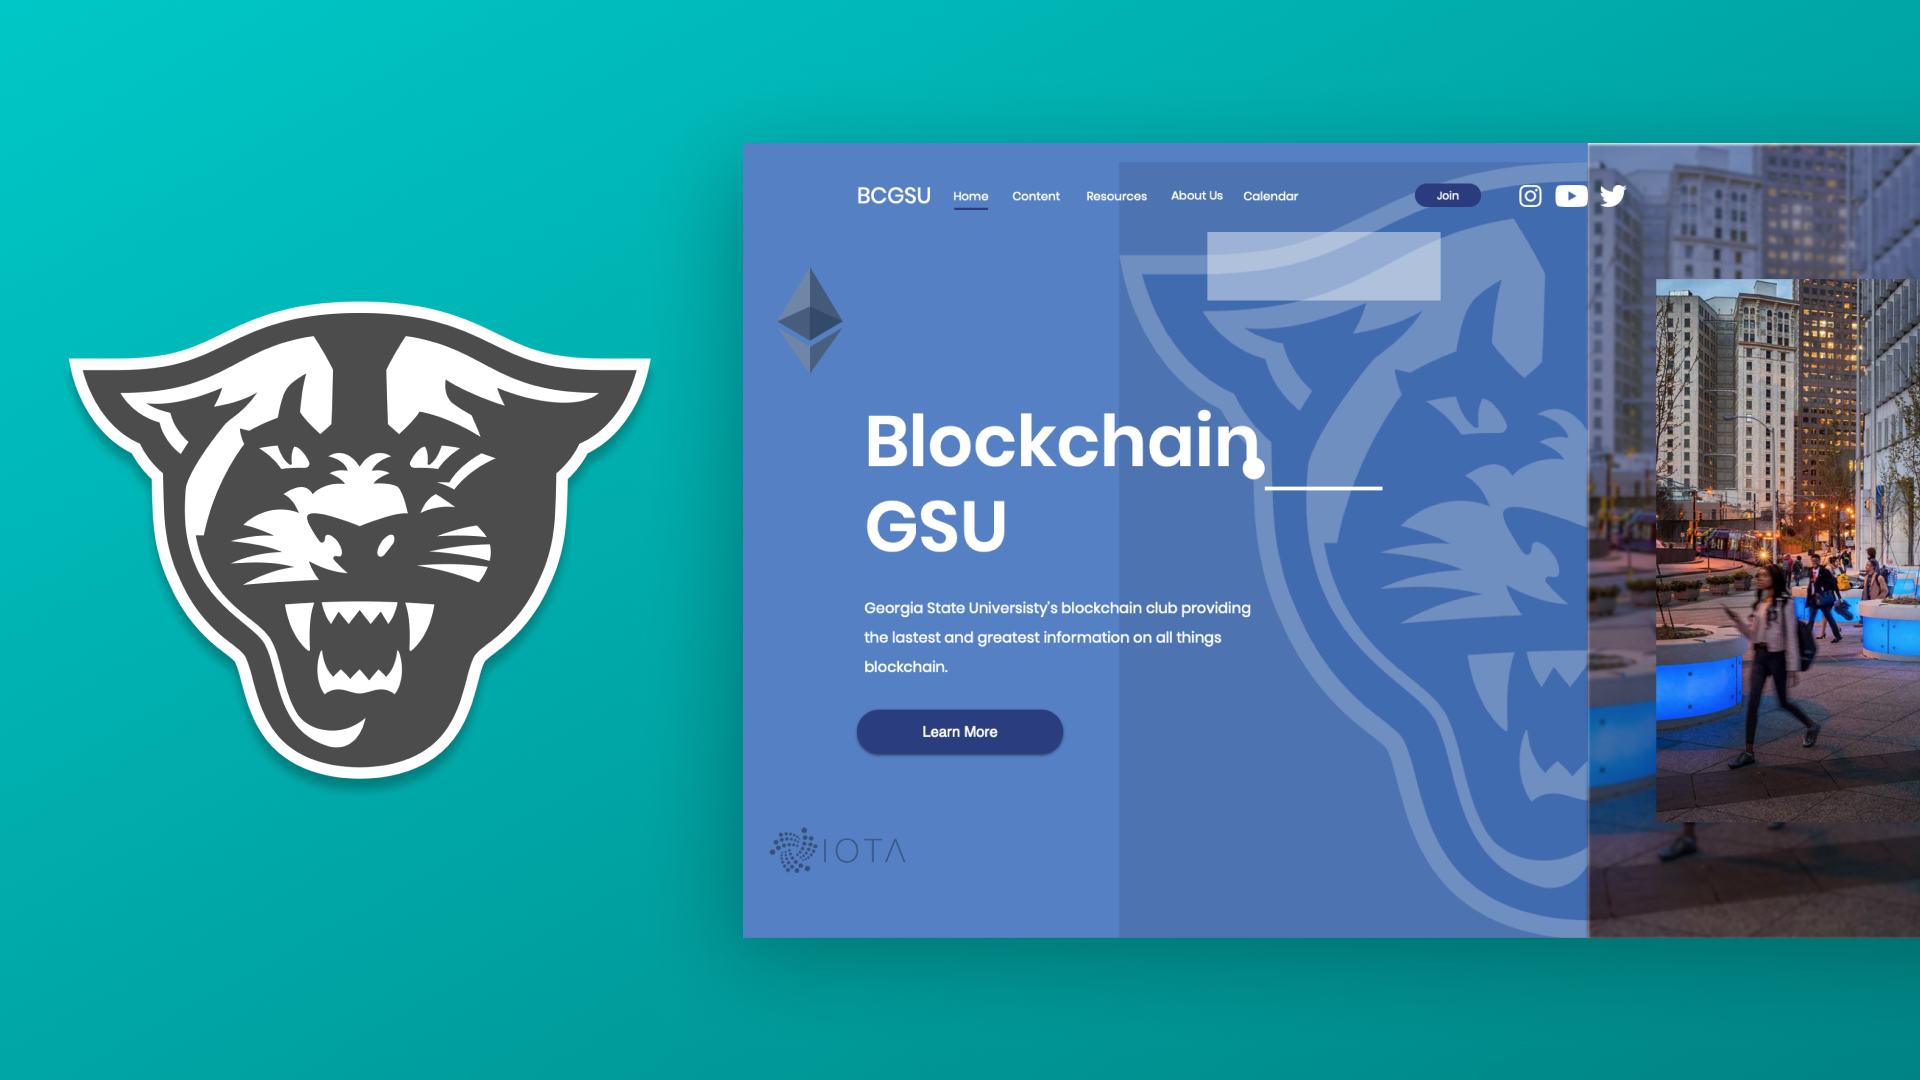 BCGSU
Home
Content
Resources
About Us
Calendar
Join
Blockchain
GSU
Georgia State Universisty's blockchain club providing
the lastest and greatest information on all things
blockchain.
Learn More
IOTA